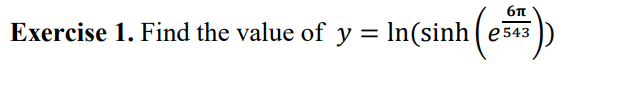 Exercise 1. Find the value of y = ln(sinh(e^{6π/543}))